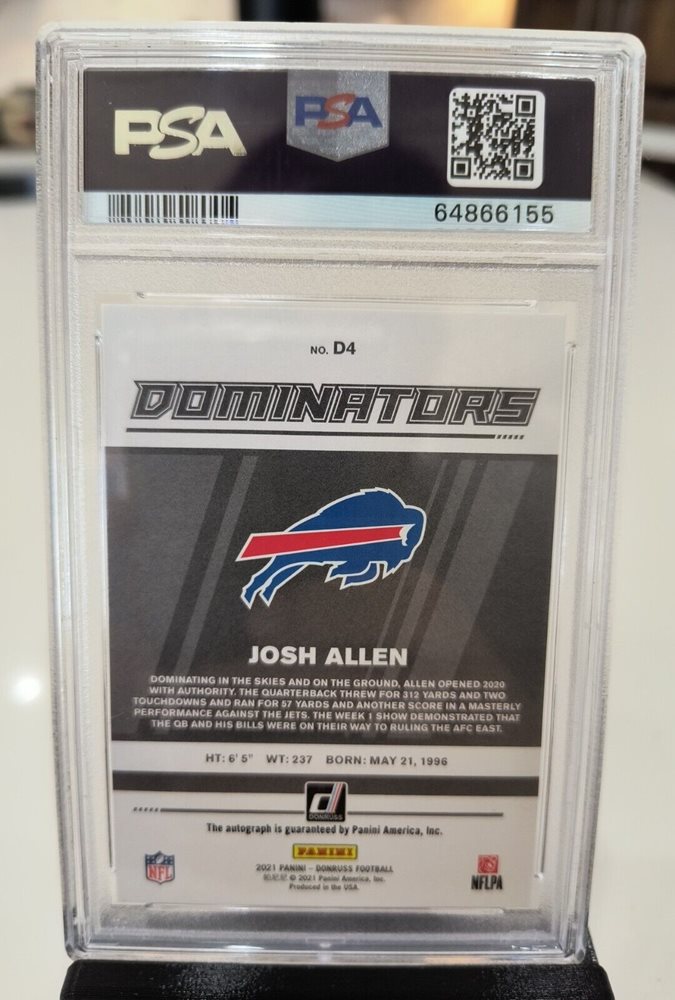 PSA
PSA
64866155
NO. D4
DOMINATORS
JOSH ALLEN
DOMINATING IN THE SKIES AND ON THE GROUND, ALLEN OPENED 2020
WITH AUTHORITY. THE QUARTERBACK THREW FOR 312 YARDS AND TWO
TOUCHDOWNS AND RAN FOR 57 YARDS AND ANOTHER SCORE IN A MASTERLY
PERFORMANCE AGAINST THE JETS. THE WEEK 1 SHOW DEMONSTRATED THAT
THE QB AND HIS BILLS WERE ON THEIR WAY TO RULING THE AFC EAST.
HT: 6' 5" WT: 237 BORN: MAY 21, 1996
d
DONRUSS
The autograph is guaranteed by Panini America, Inc.
PANINI
2021 PANINI – DONRUSS FOOTBALL
© 2021 Panini America, Inc.
Produced in the USA.
NFL
NFLPA